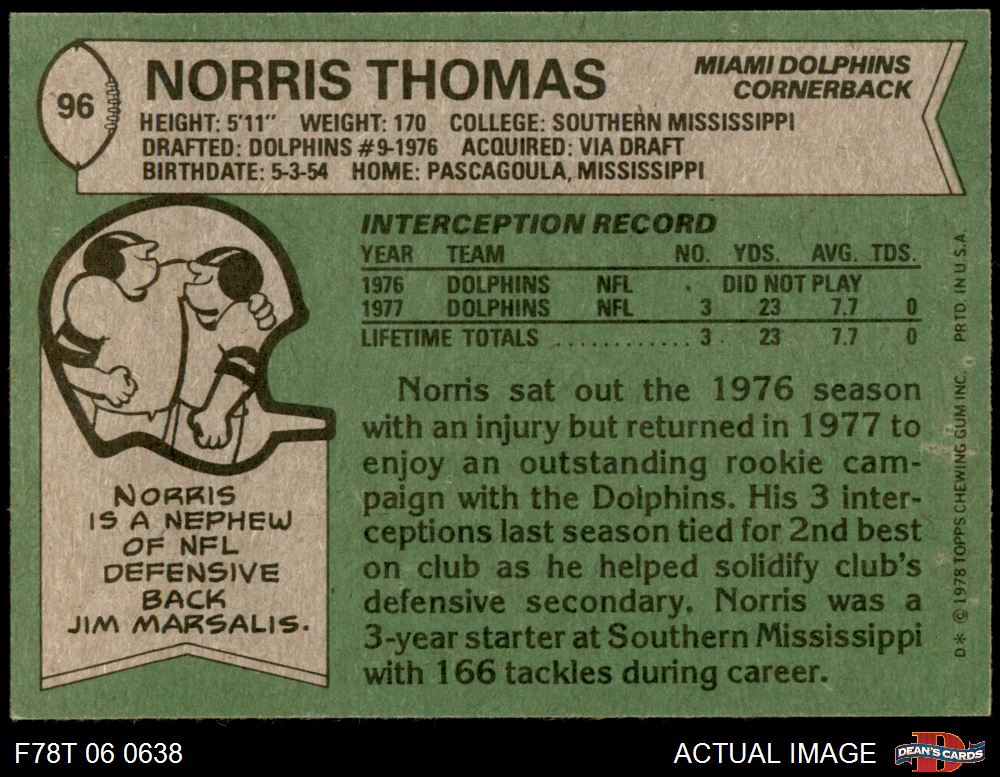 96
NORRIS THOMAS
MIAMI DOLPHINS
CORNERBACK
HEIGHT: 5'11" WEIGHT: 170 COLLEGE: SOUTHERN MISSISSIPPI
DRAFTED: DOLPHINS #9-1976 ACQUIRED: VIA DRAFT
BIRTHDATE: 5-3-54 HOME: PASCAGOULA, MISSISSIPPI
INTERCEPTION RECORD
YEAR TEAM NO. YDS. AVG. TDS.
1976 DOLPHINS NFL DID NOT PLAY
1977 DOLPHINS NFL 3 23 7.7 0
LIFETIME TOTALS ............ 3 23 7.7 0
Norris sat out the 1976 season
with an injury but returned in 1977 to
enjoy an outstanding rookie cam-
paign with the Dolphins. His 3 inter-
ceptions last season tied for 2nd best
on club as he helped solidify club's
defensive secondary. Norris was a
3-year starter at Southern Mississippi
with 166 tackles during career.
NORRIS
IS A NEPHEW
OF NFL
DEFENSIVE
BACK
JIM MARSALIS.
D* © 1978 TOPPS CHEWING GUM INC. PRTD. IN U.S.A.
F78T 06 0638
ACTUAL IMAGE
D
DEAN'S CARDS